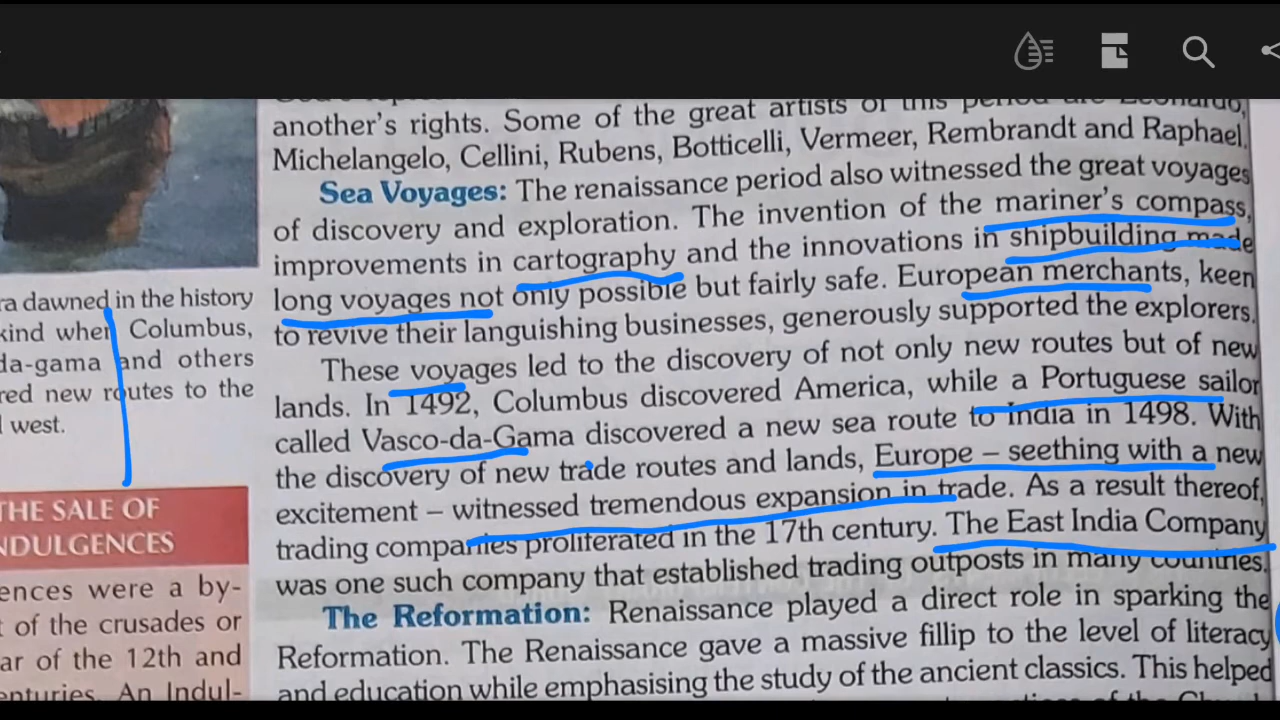 another's rights. Some of the great artists of this period are Leonardo,
Michelangelo, Cellini, Rubens, Botticelli, Vermeer, Rembrandt and Raphael.
Sea Voyages: The renaissance period also witnessed the great voyages
of discovery and exploration. The invention of the mariner's compass,
improvements in cartography and the innovations in shipbuilding made
long voyages not only possible but fairly safe. European merchants, keen
to revive their languishing businesses, generously supported the explorers.
These voyages led to the discovery of not only new routes but of new
lands. In 1492, Columbus discovered America, while a Portuguese sailor
called Vasco-da-Gama discovered a new sea route to India in 1498. With
the discovery of new trade routes and lands, Europe – seething with a new
excitement – witnessed tremendous expansion in trade. As a result thereof,
trading companies proliferated in the 17th century. The East India Company
was one such company that established trading outposts in many countries.
The Reformation: Renaissance played a direct role in sparking the
Reformation. The Renaissance gave a massive fillip to the level of literacy
and education while emphasising the study of the ancient classics. This helped
ra dawned in the history
kind when Columbus,
da-gama and others
red new routes to the
west.
THE SALE OF
NDULGENCES
ences were a by-
t of the crusades or
ar of the 12th and
enturies. An Indul-